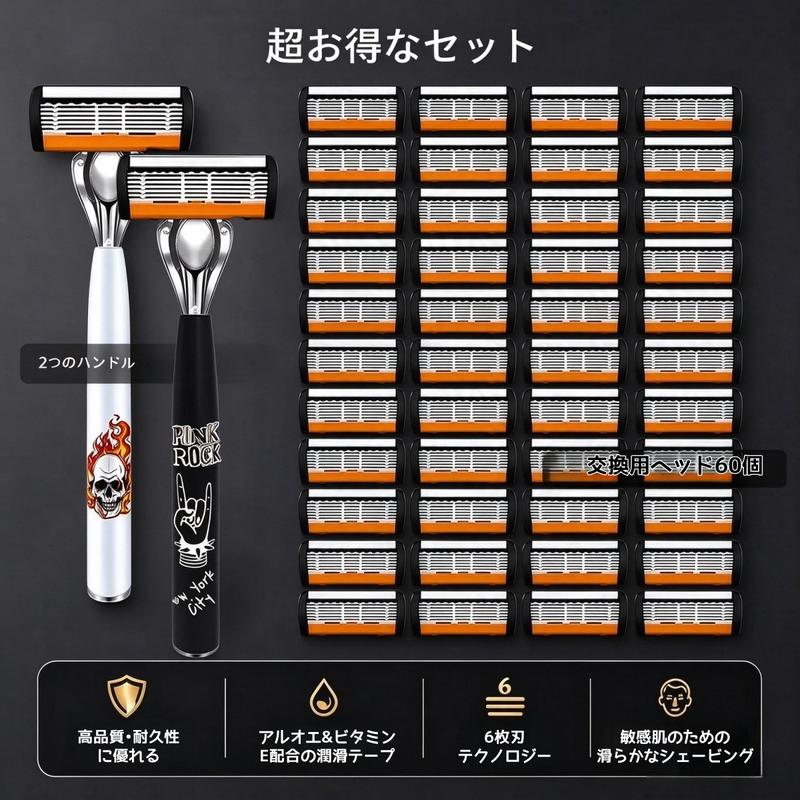 超お得なセット
2つのハンドル
PINK
ROCK
York
City
交換用ヘッド60個
6
高品質・耐久性
に優れる
アルオエ&ビタミン
E配合の潤滑テープ
6枚刃
テクノロジー
敏感肌のための
滑らかなシェービング